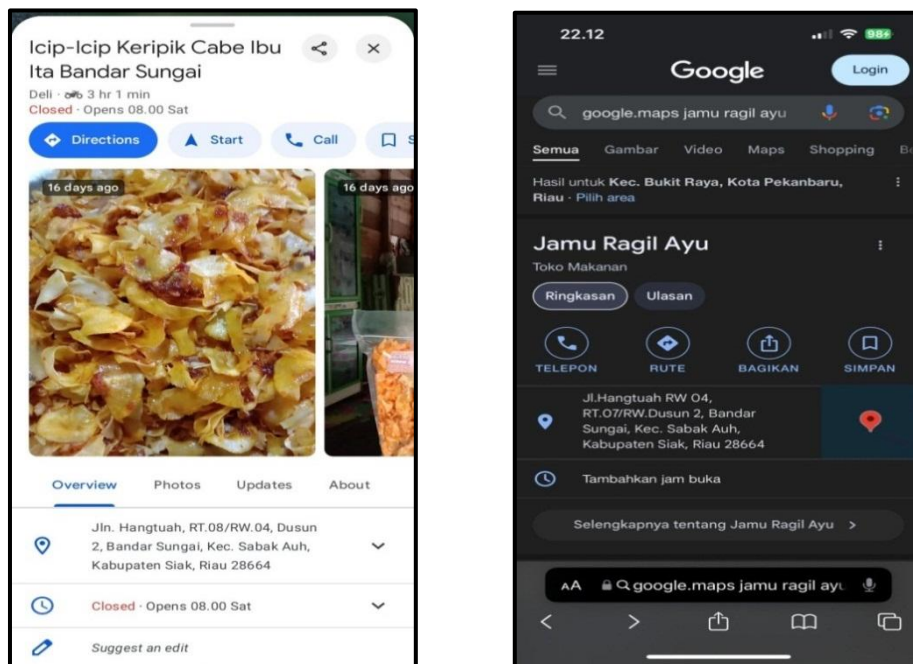 Icip-Icip Keripik Cabe Ibu
Ita Bandar Sungai
Deli · 3 hr 1 min
Closed · Opens 08.00 Sat
Directions
Start
Call
16 days ago
16 days ago
Overview
Photos
Updates
About
Jln. Hangtuah, RT.08/RW.04, Dusun
2, Bandar Sungai, Kec. Sabak Auh,
Kabupaten Siak, Riau 28664
Closed · Opens 08.00 Sat
Suggest an edit
22.12
98
Google
Login
google.maps jamu ragil ayu
Semua
Gambar
Video
Maps
Shopping
Hasil untuk Kec. Bukit Raya, Kota Pekanbaru,
Riau · Pilih area
Jamu Ragil Ayu
Toko Makanan
Ringkasan
Ulasan
TELEPON
RUTE
BAGIKAN
SIMPAN
Jl.Hangtuah RW 04,
RT.07/RW.Dusun 2, Bandar
Sungai, Kec. Sabak Auh,
Kabupaten Siak, Riau 28664
Tambahkan jam buka
Selengkapnya tentang Jamu Ragil Ayu >
AA google.maps jamu ragil ayu